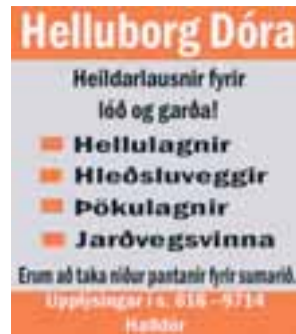 Helluborg Dóra
Heildarlausnir fyrir
lóð og garða!
Hellulagnir
Hleðsluveggir
Þökulagnir
Jarðvegsvinna
Erum að taka niður pantanir fyrir sumarið.
Upplýsingar í s. 616 -9714
Halldór